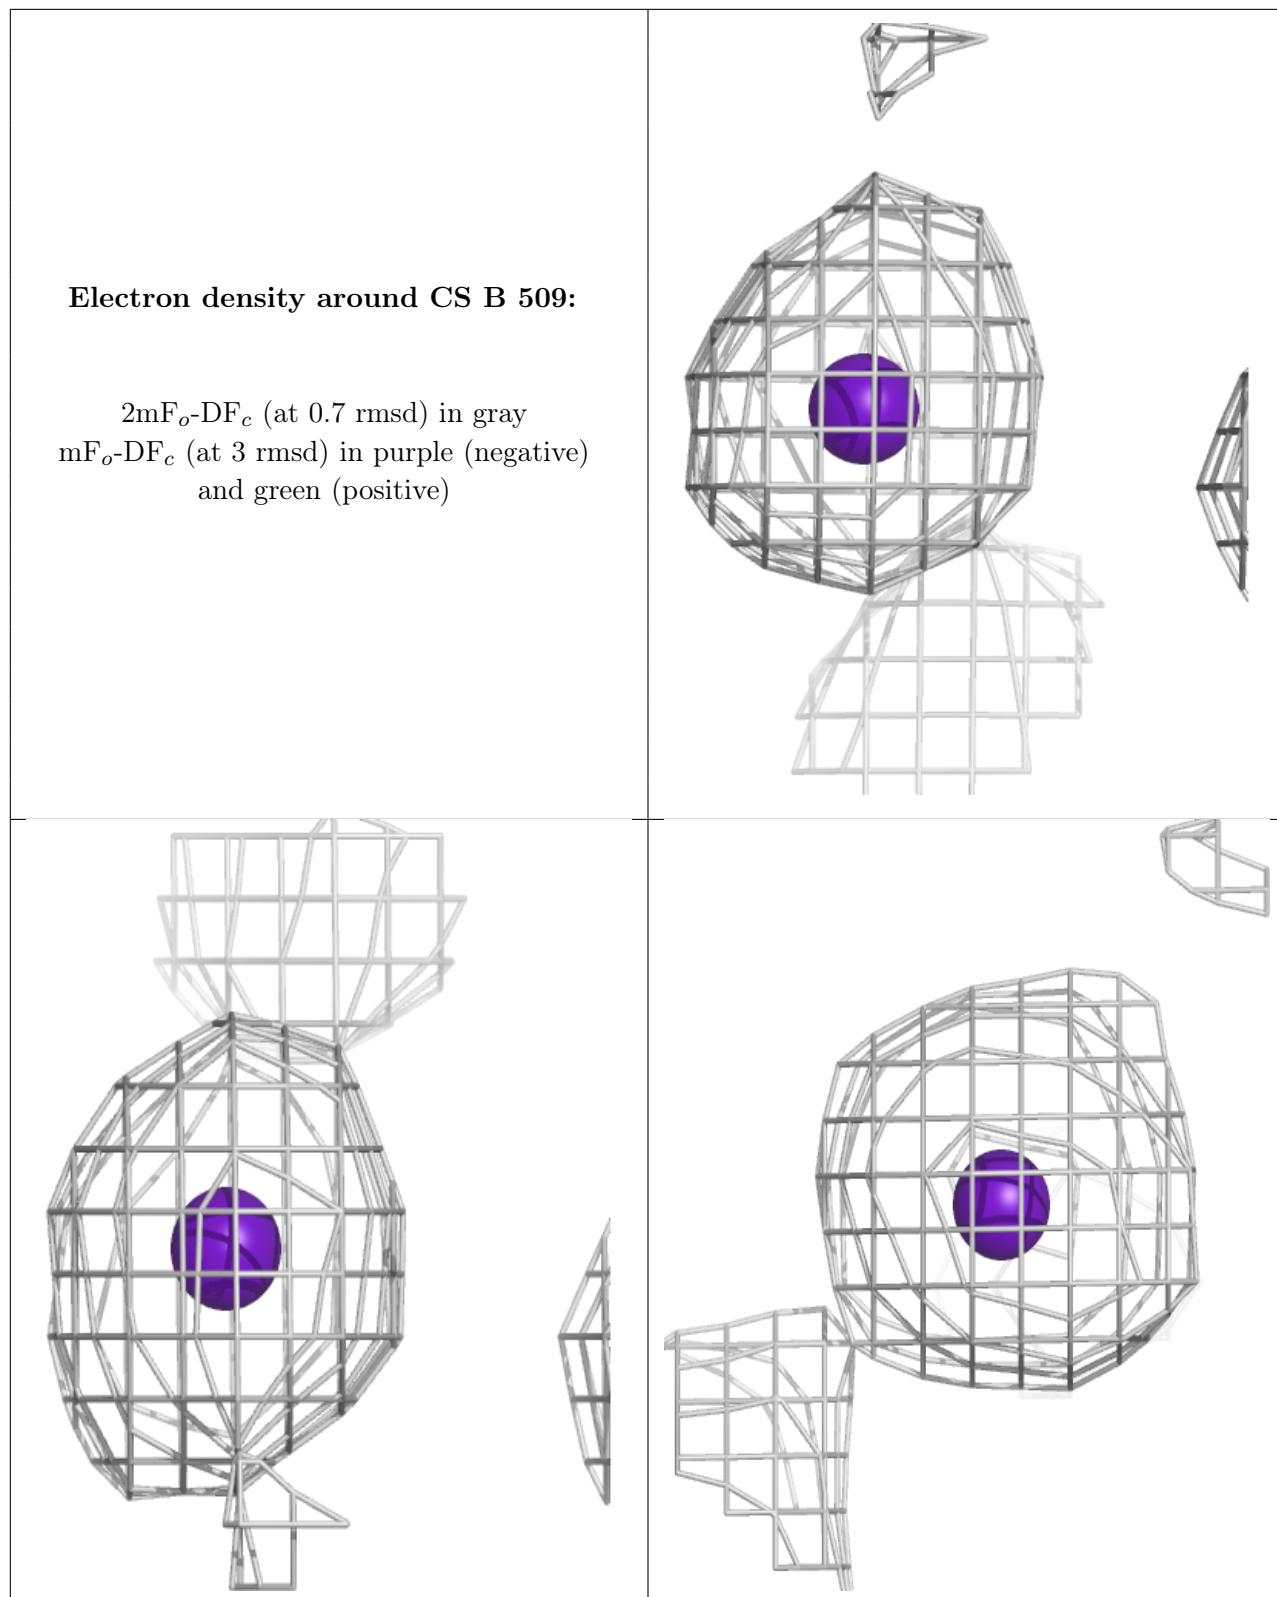 Electron density around CS B 509:
2mFo-DFc (at 0.7 rmsd) in gray
mFo-DFc (at 3 rmsd) in purple (negative)
and green (positive)